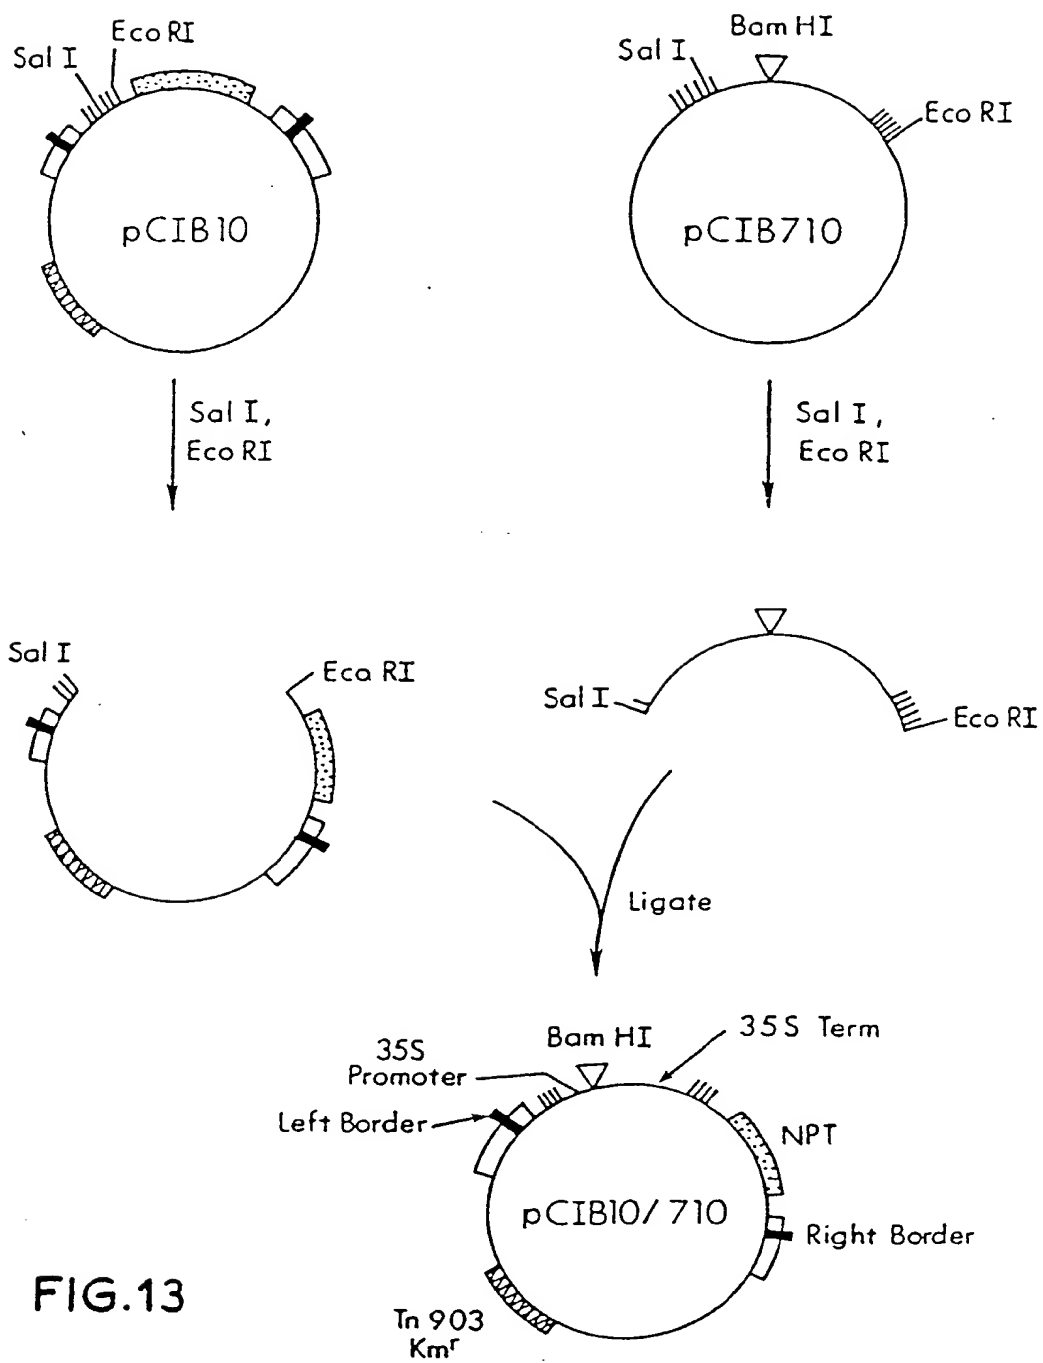 Eco RI
Sal I
pCIB10
Bam HI
Sal I
Eco RI
pCIB710
Sal I,
Eco RI
Sal I,
Eco RI
Sal I
Eco RI
Sal I
Eco RI
Ligate
35S
Promoter
Bam HI
35S Term
Left Border
NPT
pCIB10/710
Right Border
FIG.13
Tn 903
Kmʳ